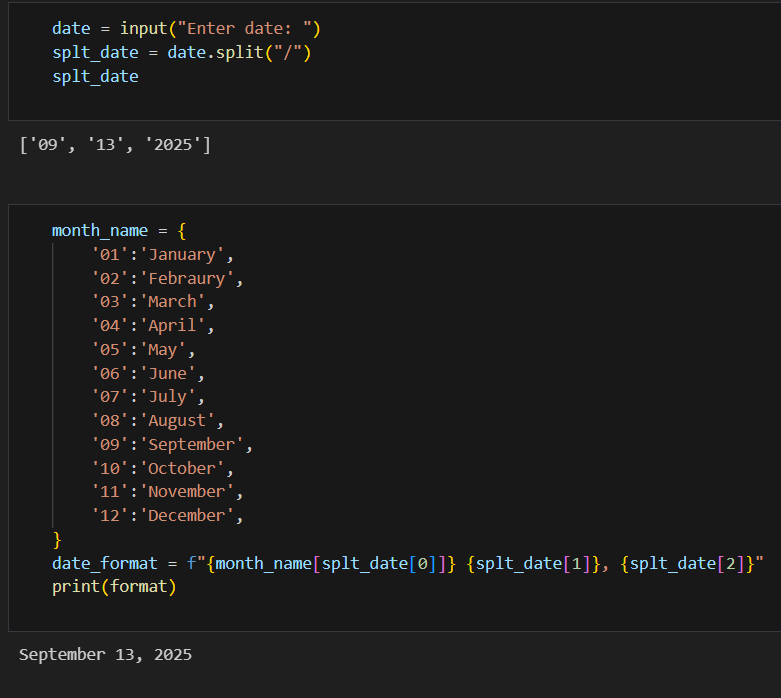 date = input("Enter date: ")
splt_date = date.split("/")
splt_date
['09', '13', '2025']
month_name = {
    '01':'January',
    '02':'Febraury',
    '03':'March',
    '04':'April',
    '05':'May',
    '06':'June',
    '07':'July',
    '08':'August',
    '09':'September',
    '10':'October',
    '11':'November',
    '12':'December',
}
date_format = f"{month_name[splt_date[0]]} {splt_date[1]}, {splt_date[2]}"
print(format)
September 13, 2025